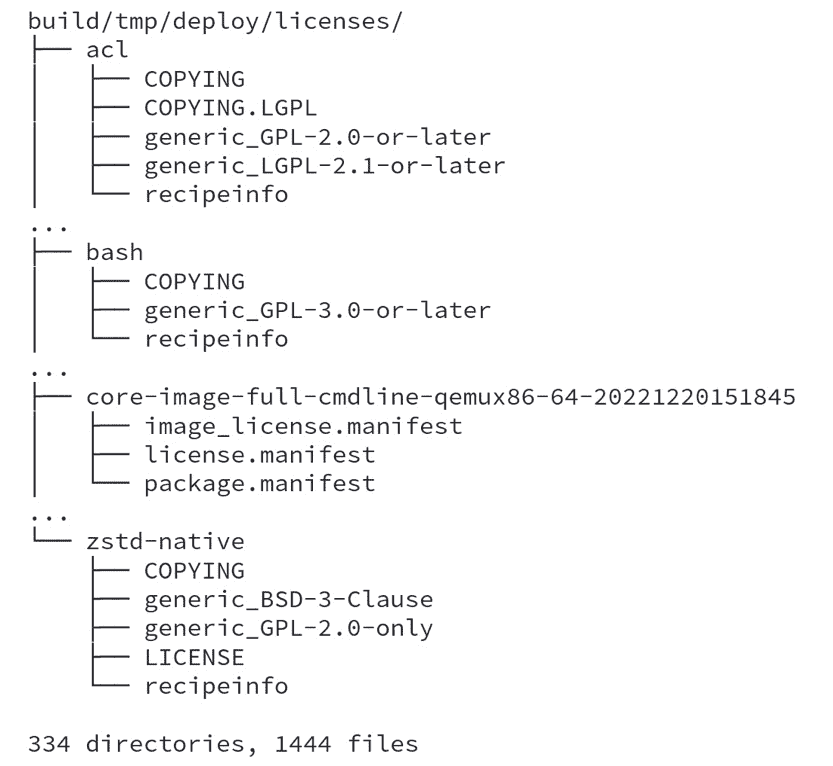 build/tmp/deploy/licenses/
├── acl
│   ├── COPYING
│   ├── COPYING.LGPL
│   ├── generic_GPL-2.0-or-later
│   ├── generic_LGPL-2.1-or-later
│   └── recipeinfo
...
├── bash
│   ├── COPYING
│   ├── generic_GPL-3.0-or-later
│   └── recipeinfo
...
├── core-image-full-cmdline-qemux86-64-20221220151845
│   ├── image_license.manifest
│   ├── license.manifest
│   └── package.manifest
...
└── zstd-native
    ├── COPYING
    ├── generic_BSD-3-Clause
    ├── generic_GPL-2.0-only
    ├── LICENSE
    └── recipeinfo

334 directories, 1444 files